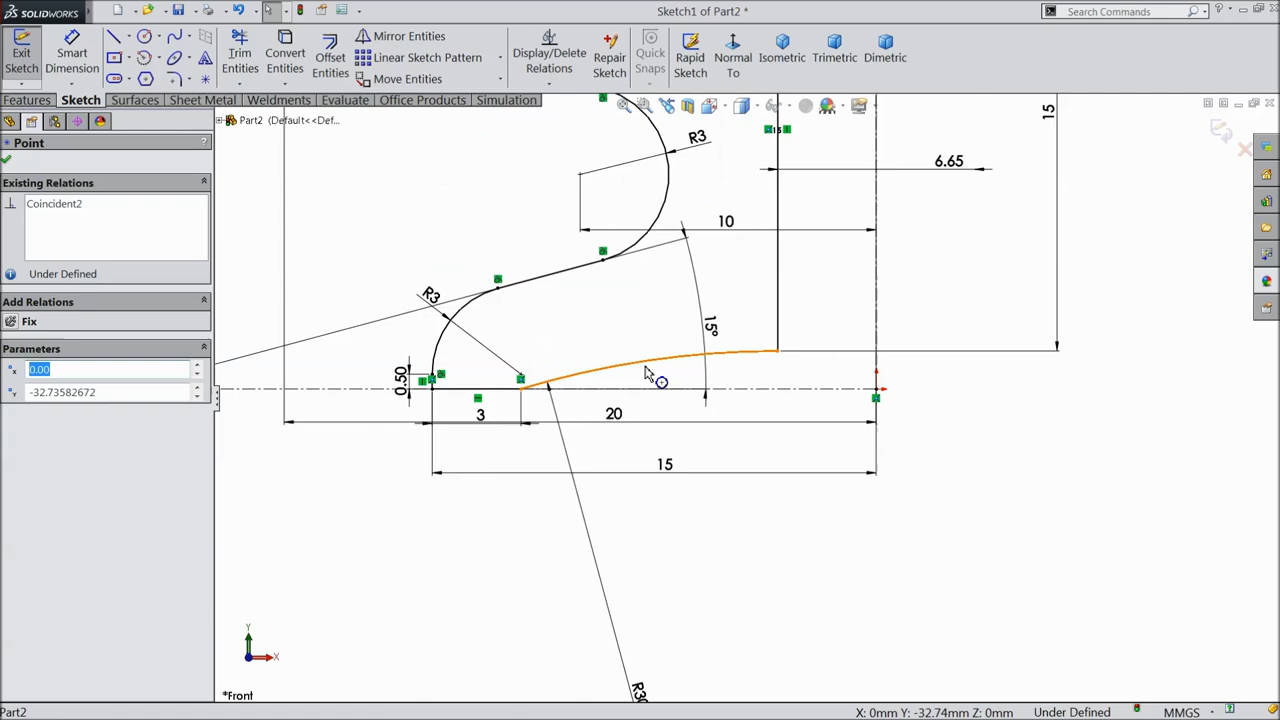 SOLIDWORKS
Sketch1 of Part2 *
Search Commands
Exit Sketch
Smart Dimension
Trim Entities
Convert Entities
Offset Entities
Mirror Entities
Linear Sketch Pattern
Move Entities
Display/Delete Relations
Repair Sketch
Quick Snaps
Rapid Sketch
Normal To
Isometric
Trimetric
Dimetric
Features
Sketch
Surfaces
Sheet Metal
Weldments
Evaluate
Office Products
Simulation
Part2 (Default<<Def...
Point
?
Existing Relations
Coincident2
Under Defined
Add Relations
Fix
Parameters
0.00
-32.73582672
R3
15
15
6.65
10
R3
15°
0.50
3
20
15
Y
X
*Front
Part2
X: 0mm Y: -32.74mm Z: 0mm
Under Defined
MMGS